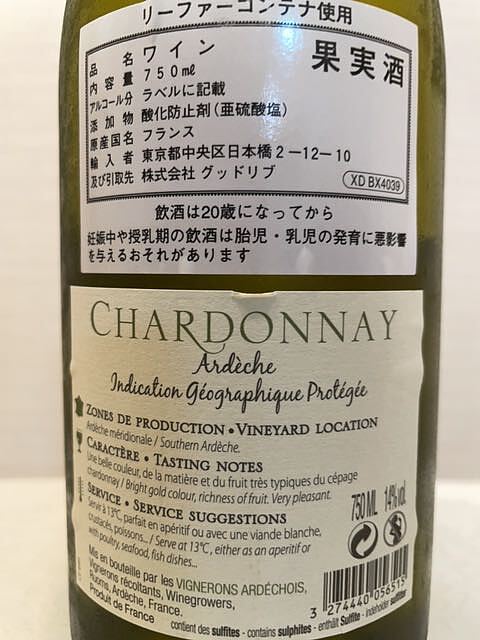 リーファーコンテナ使用
果実酒
品名 ワイン
内容量 750㎖
アルコール分 ラベルに記載
添加物 酸化防止剤(亜硫酸塩)
原産国名 フランス
輸入者 東京都中央区日本橋2-12-10
及び引取先 株式会社 グッドリブ
XD BX4039
飲酒は20歳になってから
妊娠中や授乳期の飲酒は胎児・乳児の発育に悪影響
を与えるおそれがあります
CHARDONNAY
Ardèche
Indication Géographique Protégée
ZONES DE PRODUCTION • VINEYARD LOCATION
Ardèche méridionale / Southern Ardèche.
CARACTÈRE • TASTING NOTES
Une belle couleur, de la matière et du fruit très typiques du cépage
chardonnay / Bright gold colour, richness of fruit. Very pleasant.
SERVICE • SERVICE SUGGESTIONS
Servir à 13°C, parfait en apéritif ou avec une viande blanche,
crustacés, poissons... / Serve at 13°C, either as an aperitif or
with poultry, seafood, fish dishes...
750 ML 14% vol.
Mis en bouteille par les VIGNERONS ARDÉCHOIS,
Vignerons récoltants, Winegrowers,
Ruoms, Ardèche, France.
Produit de France
3 274440 056515
contient des sulfites - contains sulphites - enthält Sulfite - indeholder sulfites